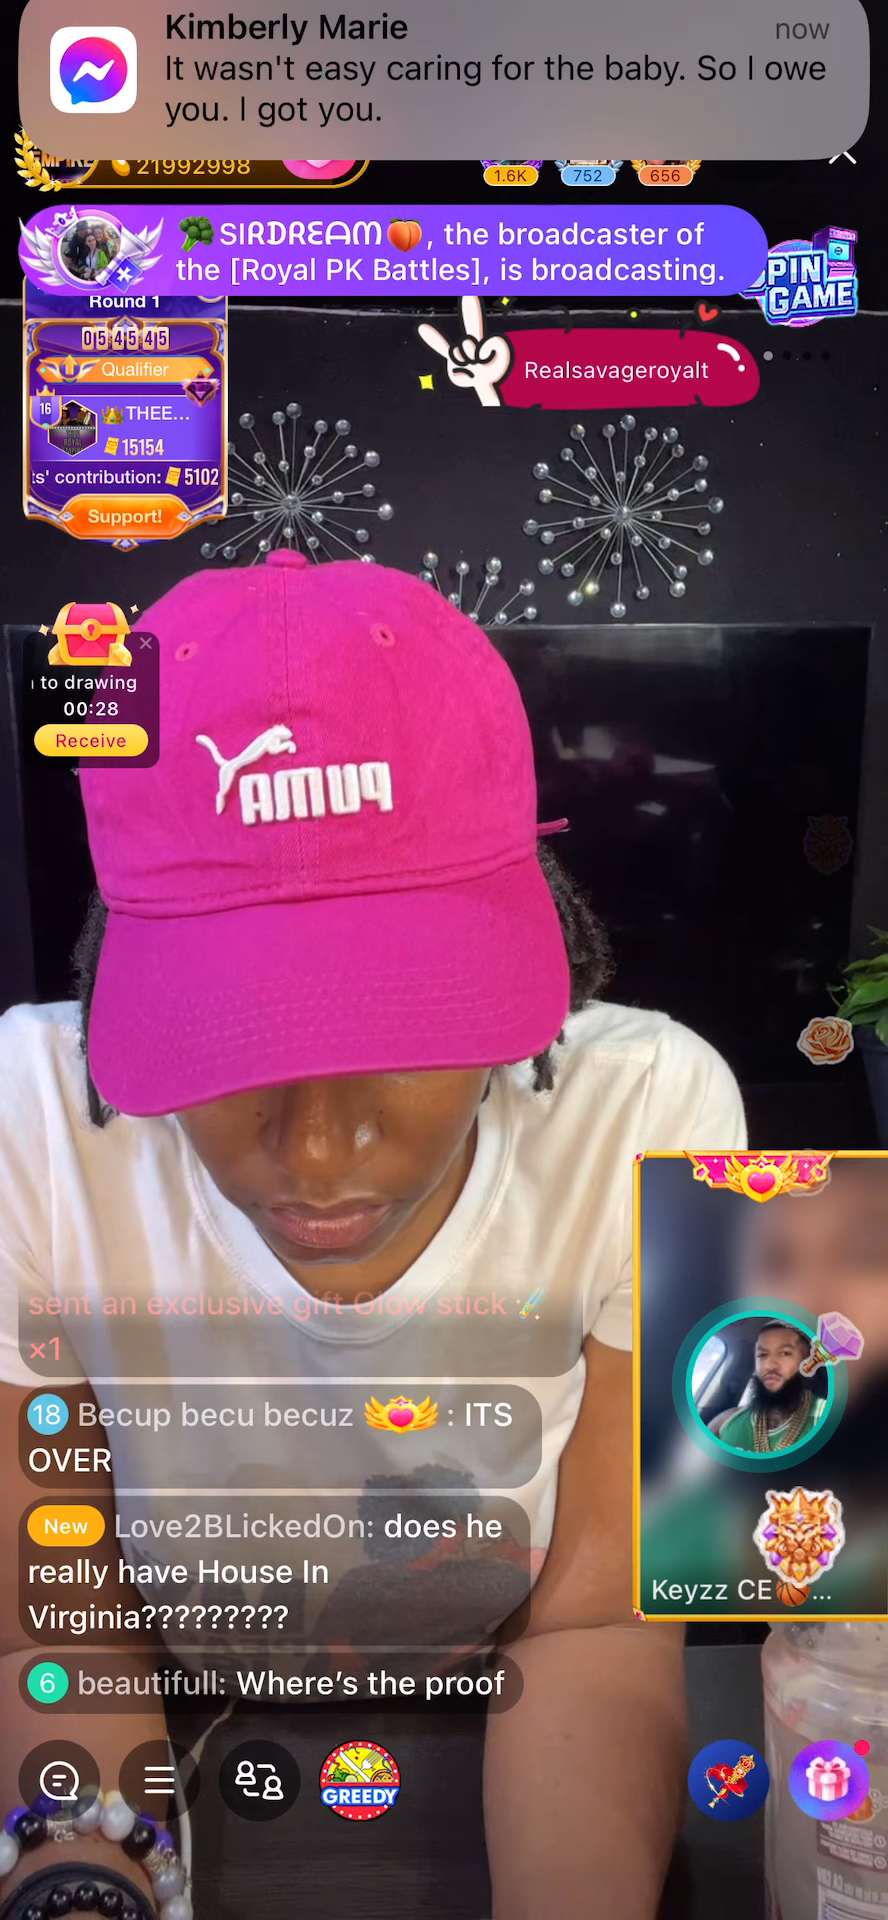 Kimberly Marie
now
It wasn't easy caring for the baby. So I owe
you. I got you.
EMPIRE
21992998
1.6K
752
656
🥦SIRDREAM🍑, the broadcaster of
the [Royal PK Battles], is broadcasting.
SPIN
GAME
Round 1
05:45:45
Qualifier
16
👑THEE...
15154
ts' contribution: 5102
Support!
Realsavageroyalt
to drawing
00:28
Receive
PUMA
sent an exclusive gift Glow stick
×1
18 Becup becu becuz : ITS
OVER
New Love2BLickedOn: does he
really have House In
Virginia?????????
6 beautifull: Where's the proof
Keyzz CE🏀...
GREEDY